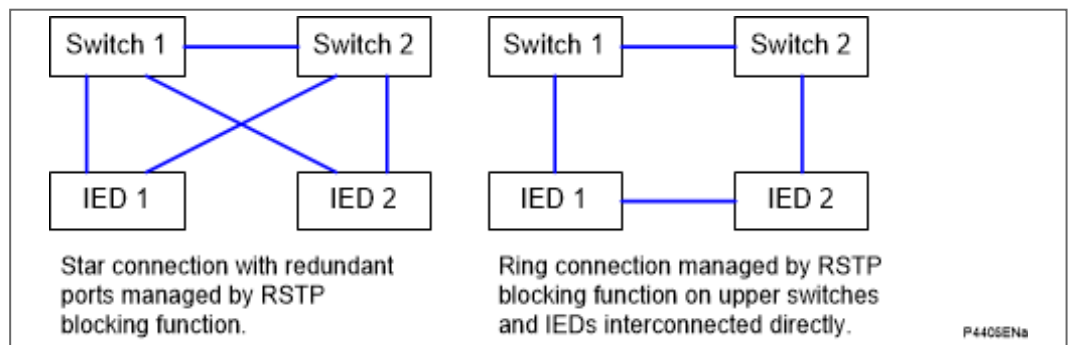 Switch 1
Switch 2
IED 1
IED 2
Star connection with redundant
ports managed by RSTP
blocking function.
Switch 1
Switch 2
IED 1
IED 2
Ring connection managed by RSTP
blocking function on upper switches
and IEDs interconnected directly.
P4405ENa